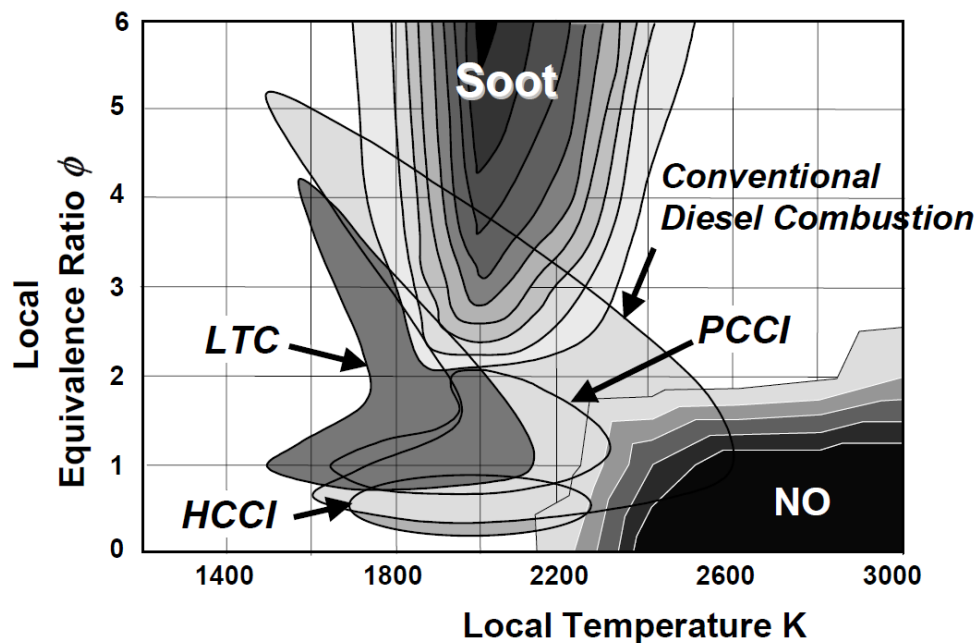 6
5
4
3
2
1
0
Local
Equivalence Ratio ϕ
Soot
Conventional
Diesel Combustion
PCCI
LTC
HCCI
NO
1400 1800 2200 2600 3000
Local Temperature K